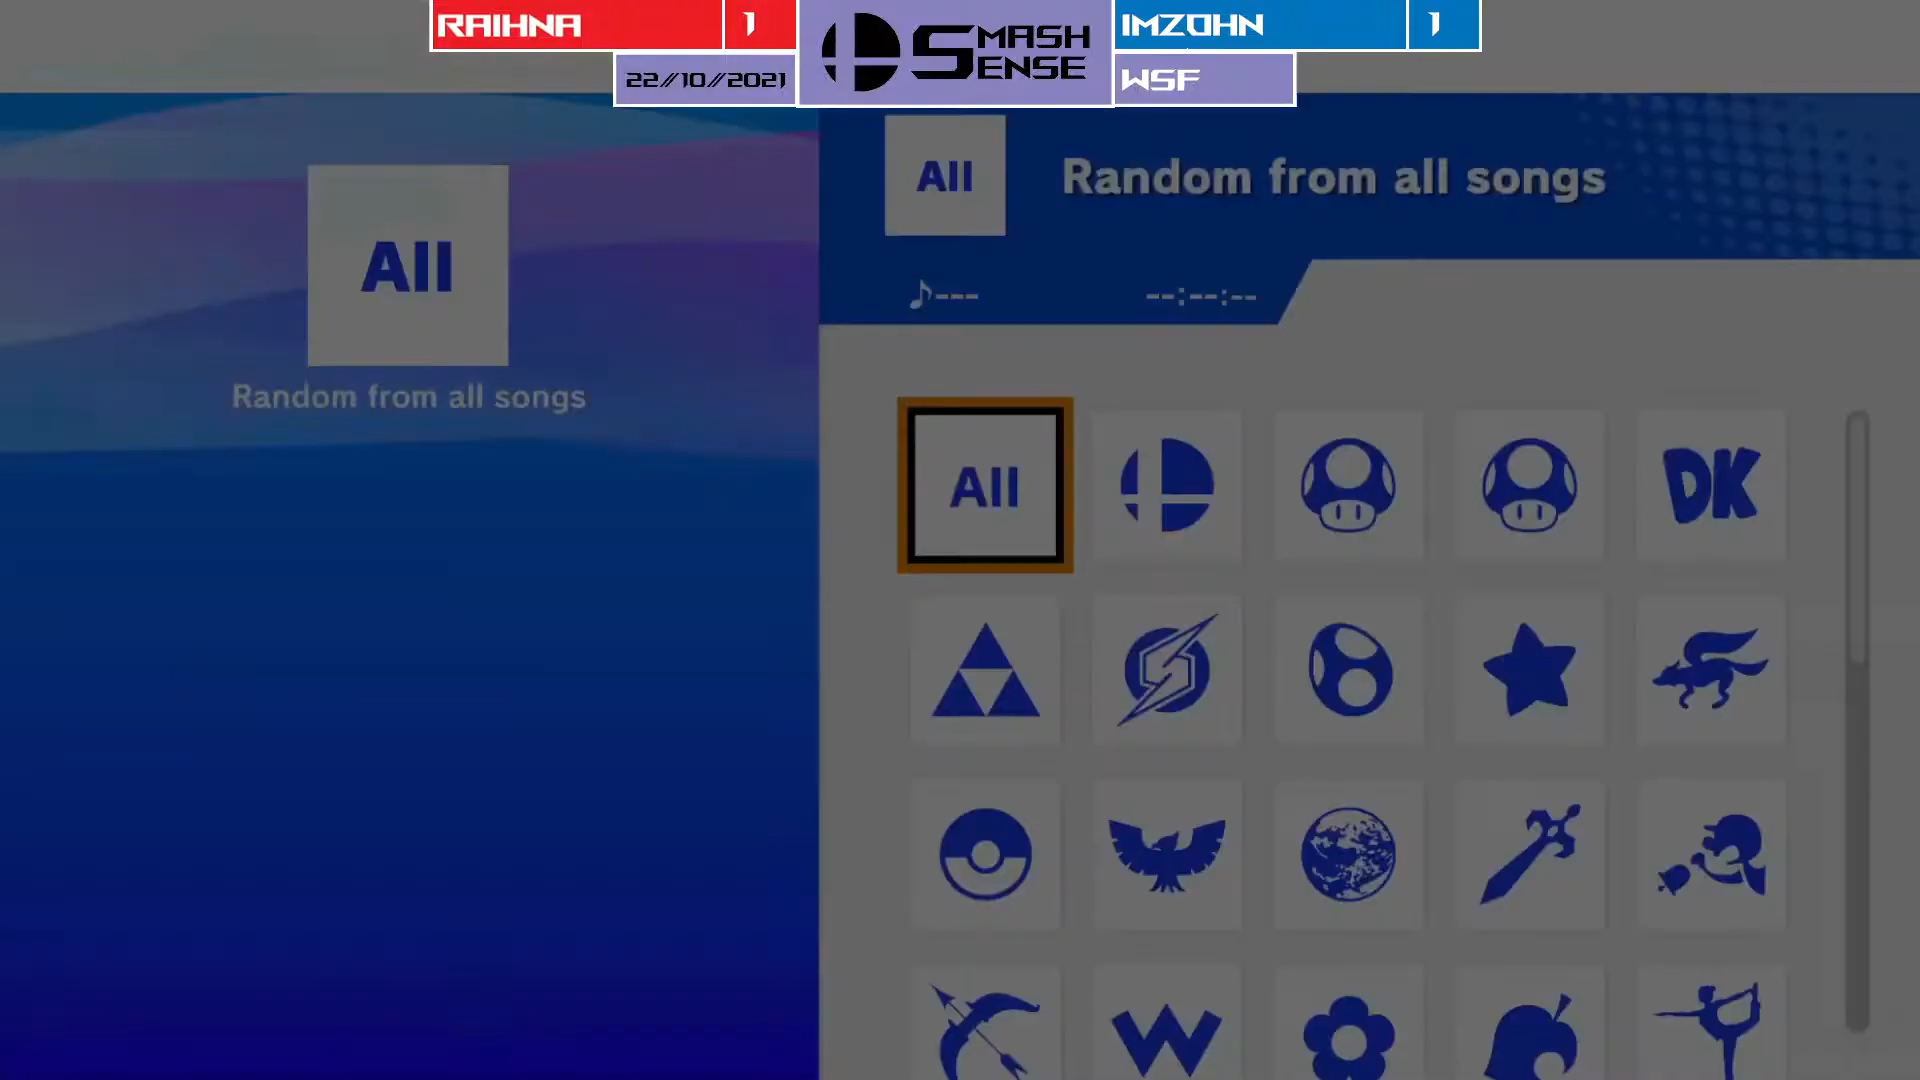 RAIHNA 1
SMASH SENSE
IMZOHN 1
22//10//2021
WSF
All
Random from all songs
♪--- --:--:--
All
Random from all songs
All
DK